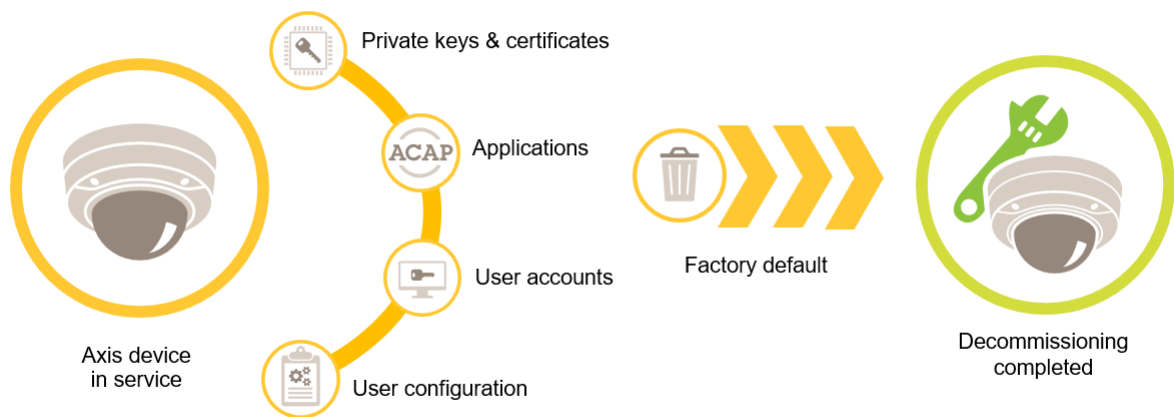 Axis device
in service
Private keys & certificates
ACAP
Applications
User accounts
User configuration
Factory default
Decommissioning
completed